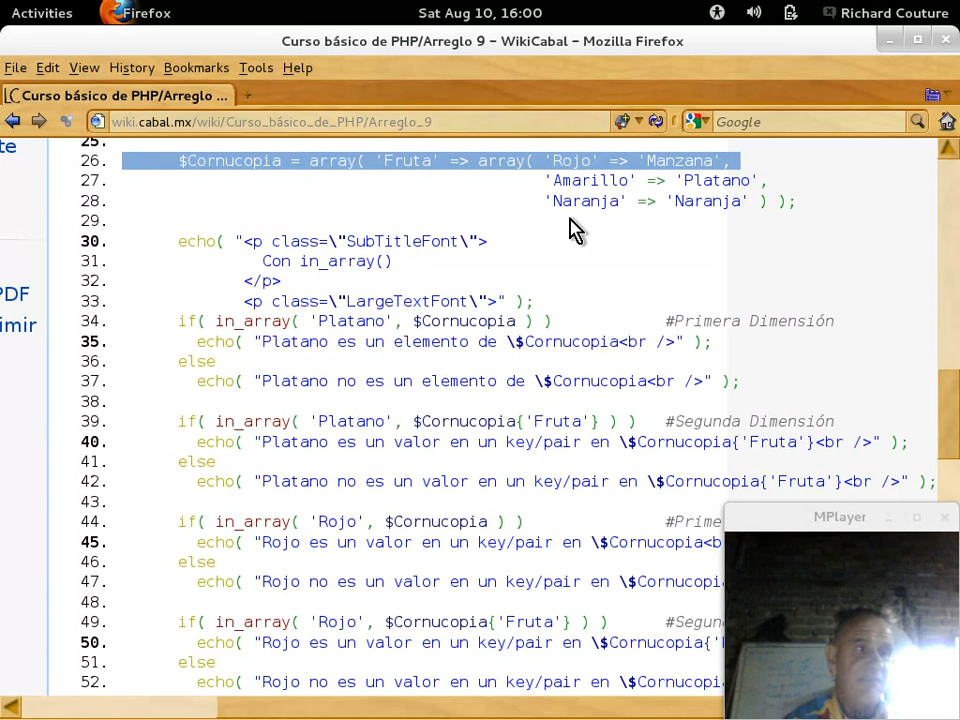 Activities Firefox Sat Aug 10, 16:00 Richard Couture
Curso básico de PHP/Arreglo 9 – WikiCabal – Mozilla Firefox
File Edit View History Bookmarks Tools Help
Curso básico de PHP/Arreglo ...
wiki.cabal.mx/wiki/Curso_básico_de_PHP/Arreglo_9 Google
te
PDF
imir
25.
26. $Cornucopia = array( 'Fruta' => array( 'Rojo' => 'Manzana',
27. 'Amarillo' => 'Platano',
28. 'Naranja' => 'Naranja' ) );
29.
30. echo( "<p class=\"SubTitleFont\">
31. Con in_array()
32. </p>
33. <p class=\"LargeTextFont\">" );
34. if( in_array( 'Platano', $Cornucopia ) ) #Primera Dimensión
35. echo( "Platano es un elemento de \$Cornucopia<br />" );
36. else
37. echo( "Platano no es un elemento de \$Cornucopia<br />" );
38.
39. if( in_array( 'Platano', $Cornucopia{'Fruta'} ) ) #Segunda Dimensión
40. echo( "Platano es un valor en un key/pair en \$Cornucopia{'Fruta'}<br />" );
41. else
42. echo( "Platano no es un valor en un key/pair en \$Cornucopia{'Fruta'}<br />" );
43.
44. if( in_array( 'Rojo', $Cornucopia ) ) #Prime
45. echo( "Rojo es un valor en un key/pair en \$Cornucopia<b
46. else
47. echo( "Rojo no es un valor en un key/pair en \$Cornucopi
48.
49. if( in_array( 'Rojo', $Cornucopia{'Fruta'} ) ) #Segun
50. echo( "Rojo es un valor en un key/pair en \$Cornucopia{'
51. else
52. echo( "Rojo no es un valor en un key/pair en \$Cornucopi
MPlayer